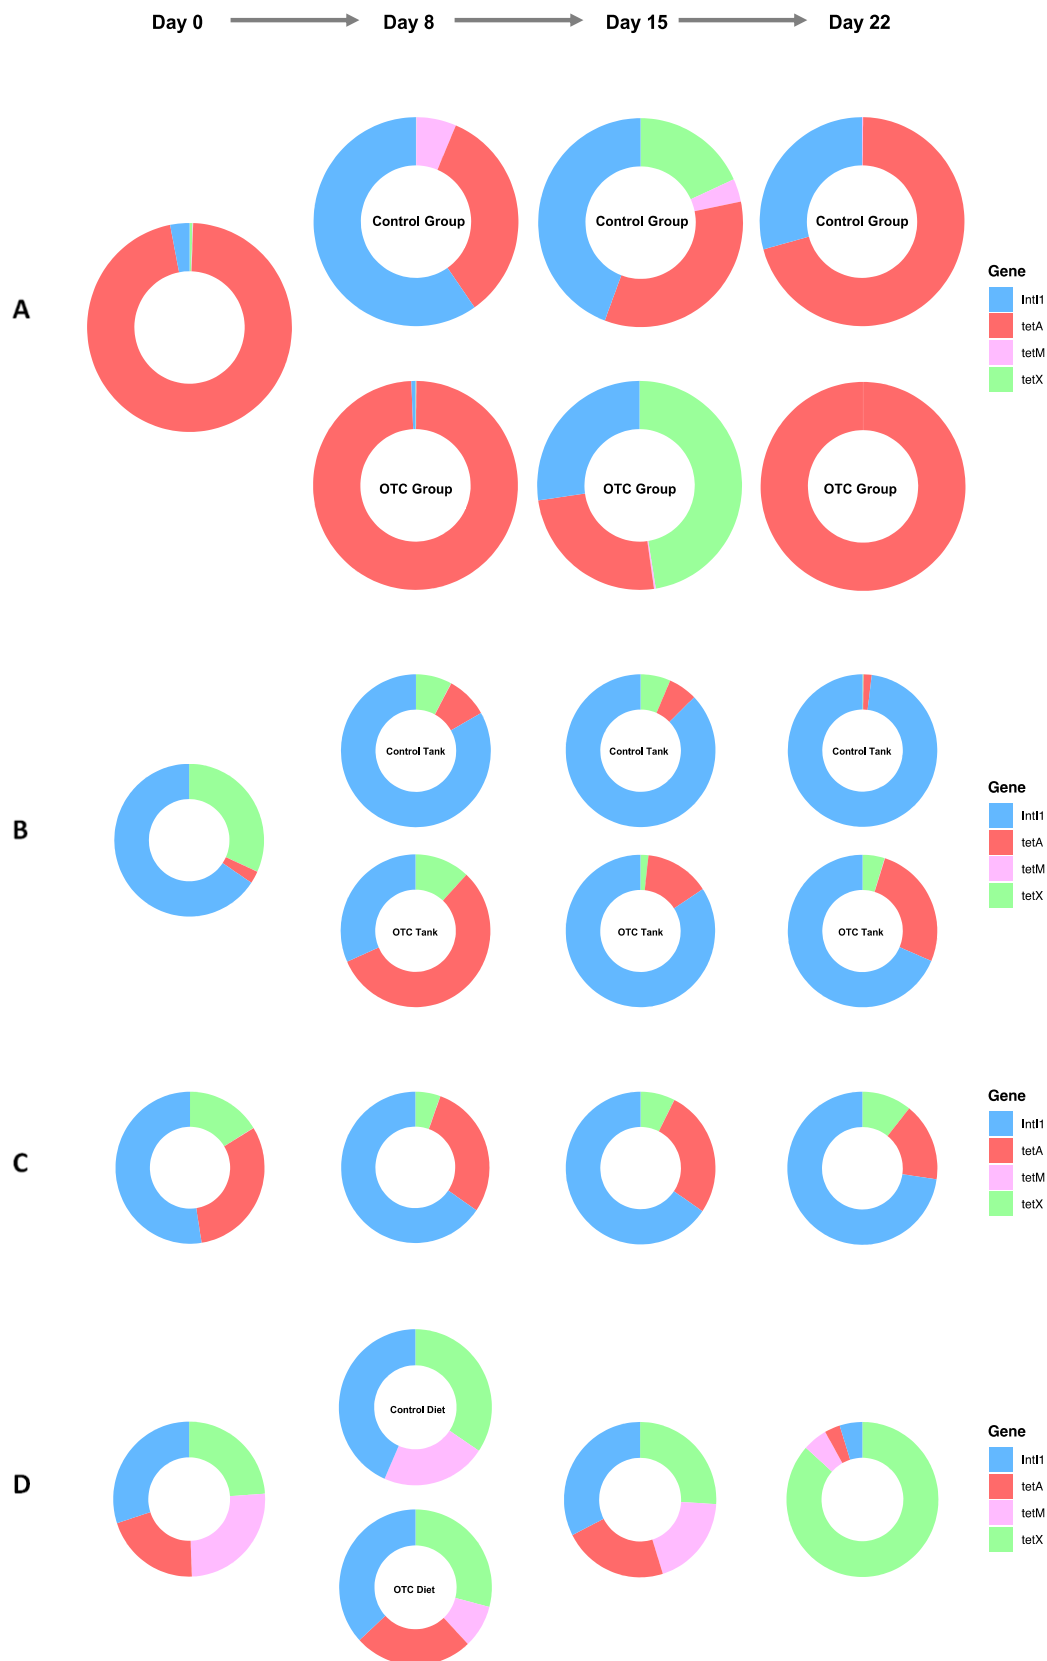 Day 0
Day 8
Day 15
Day 22
A
Control Group
Control Group
Control Group
OTC Group
OTC Group
OTC Group
Gene
IntI1
tetA
tetM
tetX
B
Control Tank
Control Tank
Control Tank
OTC Tank
OTC Tank
OTC Tank
Gene
IntI1
tetA
tetM
tetX
C
Gene
IntI1
tetA
tetM
tetX
D
Control Diet
OTC Diet
Gene
IntI1
tetA
tetM
tetX